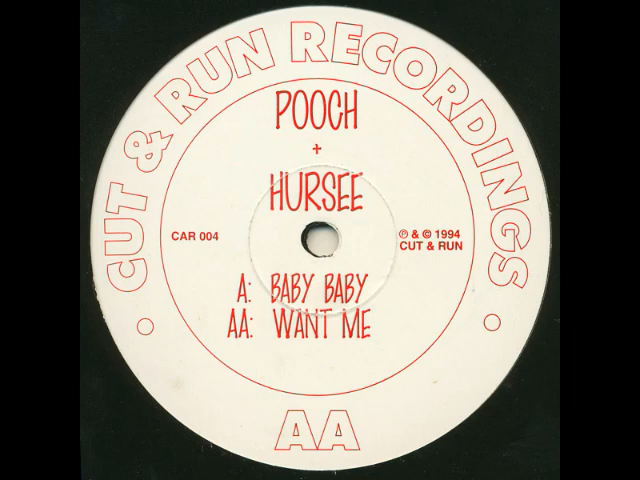 CUT & RUN RECORDINGS
POOCH
+
HURSEE
CAR 004
℗ & © 1994
CUT & RUN
A: BABY BABY
AA: WANT ME
AA